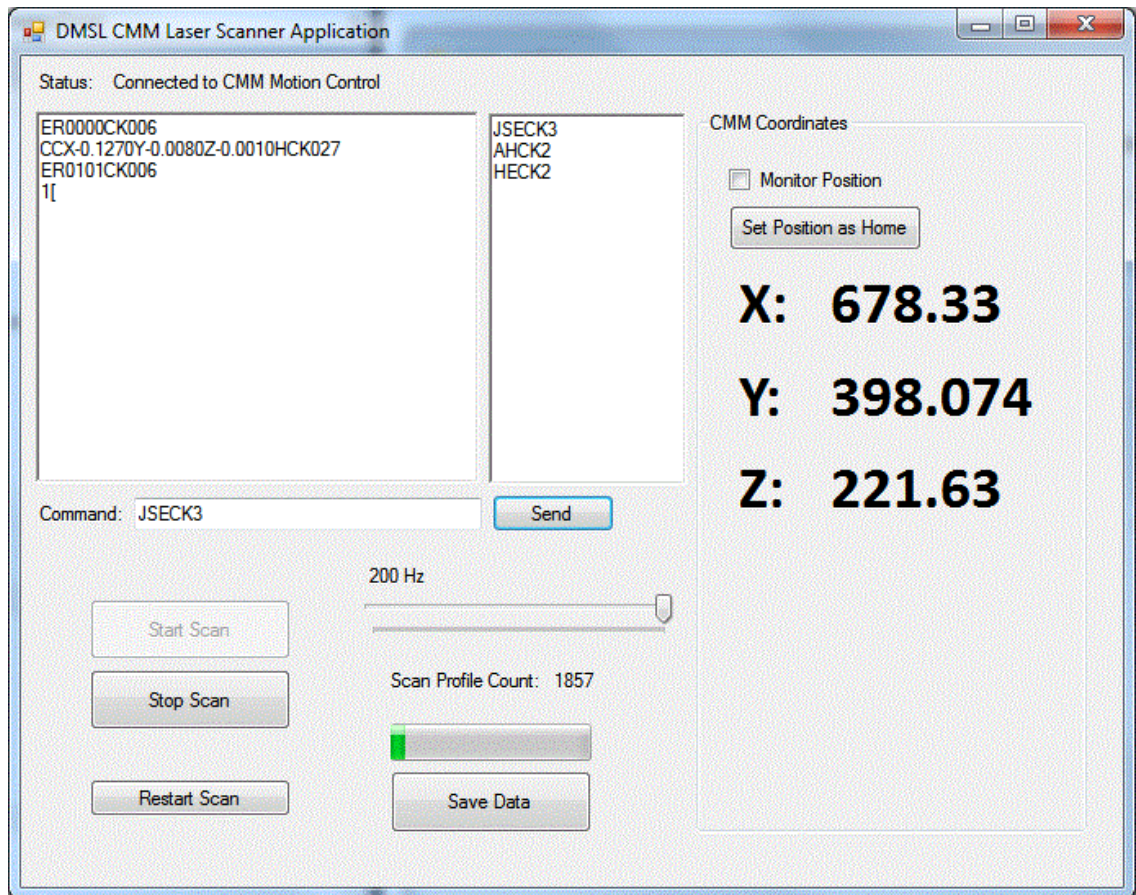 DMSL CMM Laser Scanner Application
Status: Connected to CMM Motion Control
ER0000CK006
CCX-0.1270Y-0.0080Z-0.0010HCK027
ER0101CK006
1[
JSECK3
AHCK2
HECK2
Command: JSECK3
Send
200 Hz
Start Scan
Stop Scan
Restart Scan
Scan Profile Count: 1857
Save Data
CMM Coordinates
Monitor Position
Set Position as Home
X: 678.33
Y: 398.074
Z: 221.63